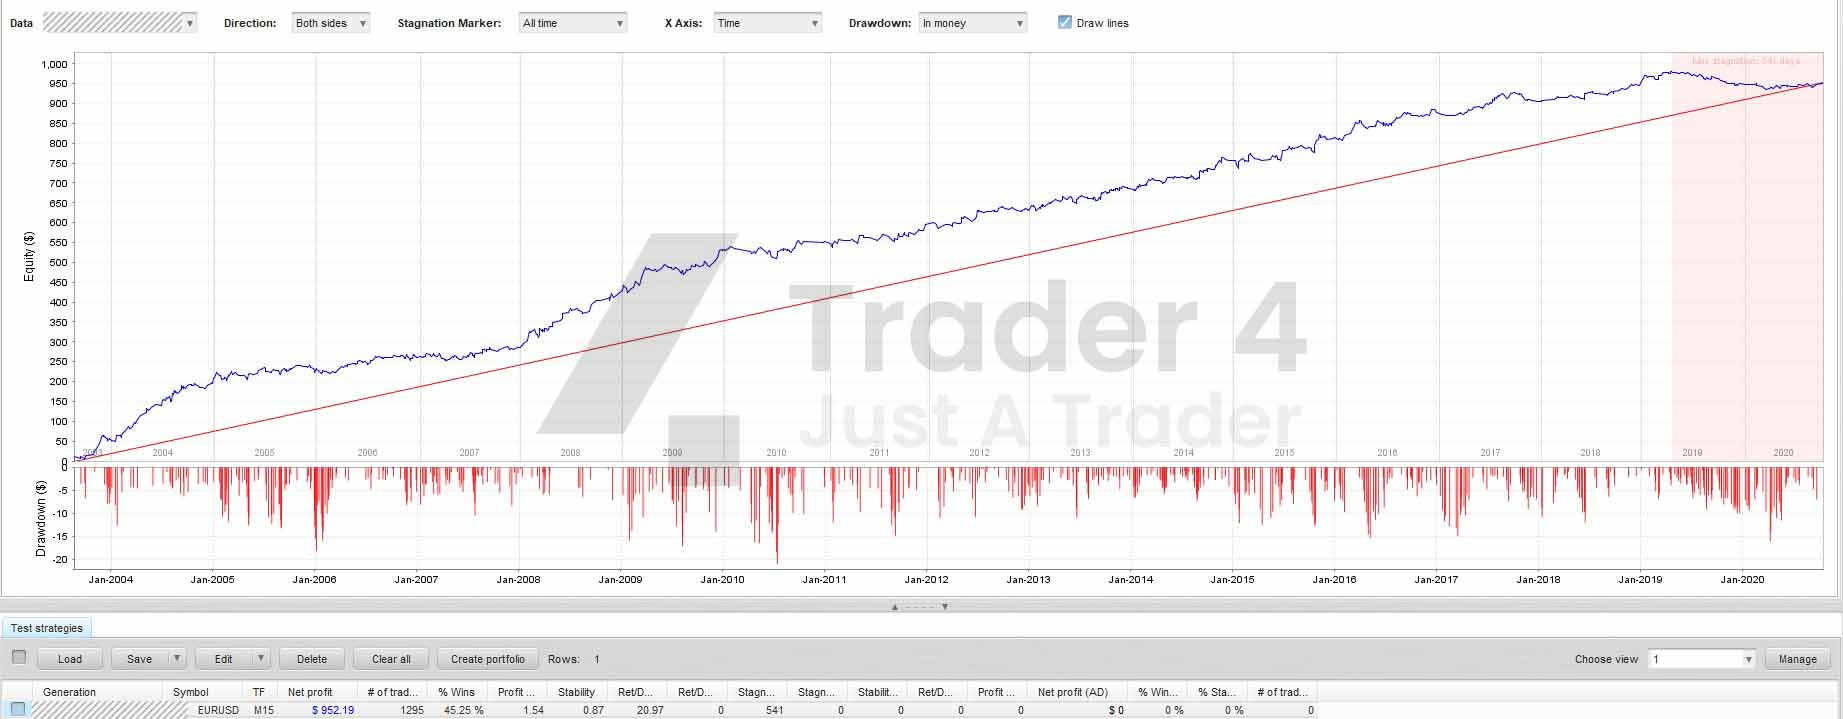 Data Direction: Both sides Stagnation Marker: All time X Axis: Time Drawdown: In money Draw lines
Max stagnation: 541 days
1,000
950
900
850
800
750
700
650
600
550
500
450
400
350
300
250
200
150
100
50
0
Equity ($)
Trader 4
Just A Trader
2003 2004 2005 2006 2007 2008 2009 2010 2011 2012 2013 2014 2015 2016 2017 2018 2019 2020
0
-5
-10
-15
-20
Drawdown ($)
Jan-2004 Jan-2005 Jan-2006 Jan-2007 Jan-2008 Jan-2009 Jan-2010 Jan-2011 Jan-2012 Jan-2013 Jan-2014 Jan-2015 Jan-2016 Jan-2017 Jan-2018 Jan-2019 Jan-2020
Test strategies
Load Save Edit Delete Clear all Create portfolio Rows: 1 Choose view 1 Manage
Generation Symbol TF Net profit # of trad... % Wins Profit ... Stability Ret/D... Ret/D... Stagn... Stagn... Stabilit... Ret/D... Profit ... Net profit (AD) % Win... % Sta... # of trad...
EURUSD M15 $ 952.19 1295 45.25 % 1.54 0.87 20.97 0 541 0 0 0 0 $ 0 0 % 0 % 0